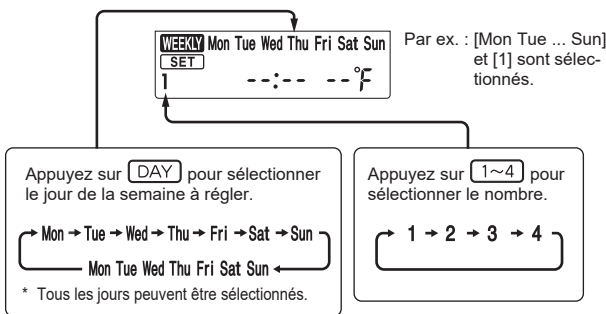 WEEKLY Mon Tue Wed Thu Fri Sat Sun
SET
1 --:-- --°F
Par ex. : [Mon Tue ... Sun]
et [1] sont sélec-
tionnés.
Appuyez sur DAY pour sélectionner
le jour de la semaine à régler.
Mon → Tue → Wed → Thu → Fri → Sat → Sun
Mon Tue Wed Thu Fri Sat Sun
* Tous les jours peuvent être sélectionnés.
Appuyez sur 1~4 pour
sélectionner le nombre.
1 → 2 → 3 → 4